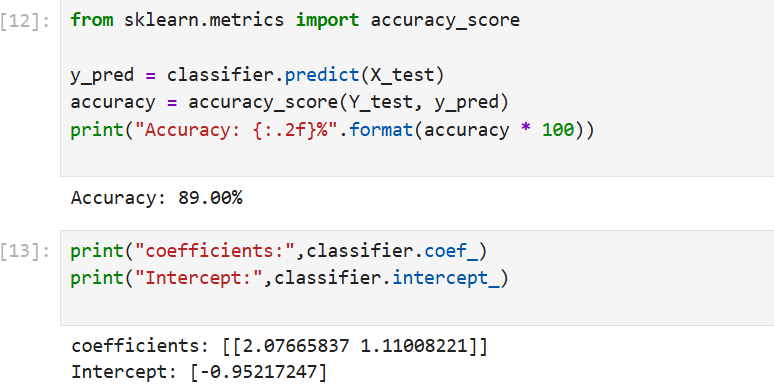 [12]: from sklearn.metrics import accuracy_score
y_pred = classifier.predict(X_test)
accuracy = accuracy_score(Y_test, y_pred)
print("Accuracy: {:.2f}%".format(accuracy * 100))
Accuracy: 89.00%
[13]: print("coefficients:",classifier.coef_)
print("Intercept:",classifier.intercept_)
coefficients: [[2.07665837 1.11008221]]
Intercept: [-0.95217247]